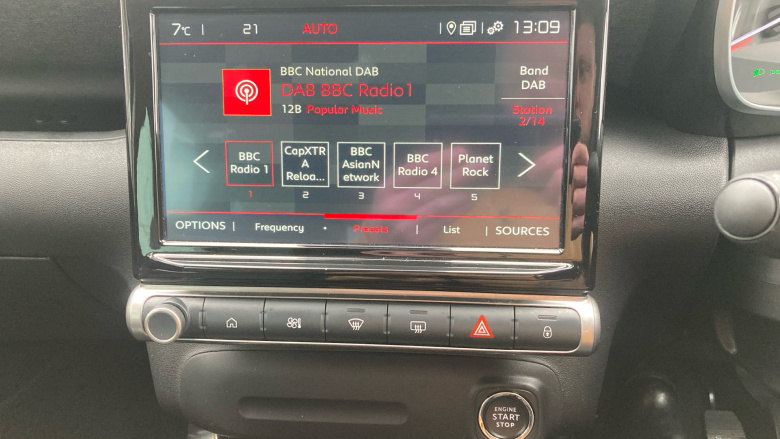 7°C | 21 AUTO | | 13:09
BBC National DAB
DAB BBC Radio1
12B Popular Music
Band
DAB
Station
2/14
BBC
Radio 1
CapXTR
A
Reloa...
BBC
AsianN
etwork
BBC
Radio 4
Planet
Rock
1 2 3 4 5
OPTIONS | Frequency • Presets | List | SOURCES
ENGINE
START
STOP